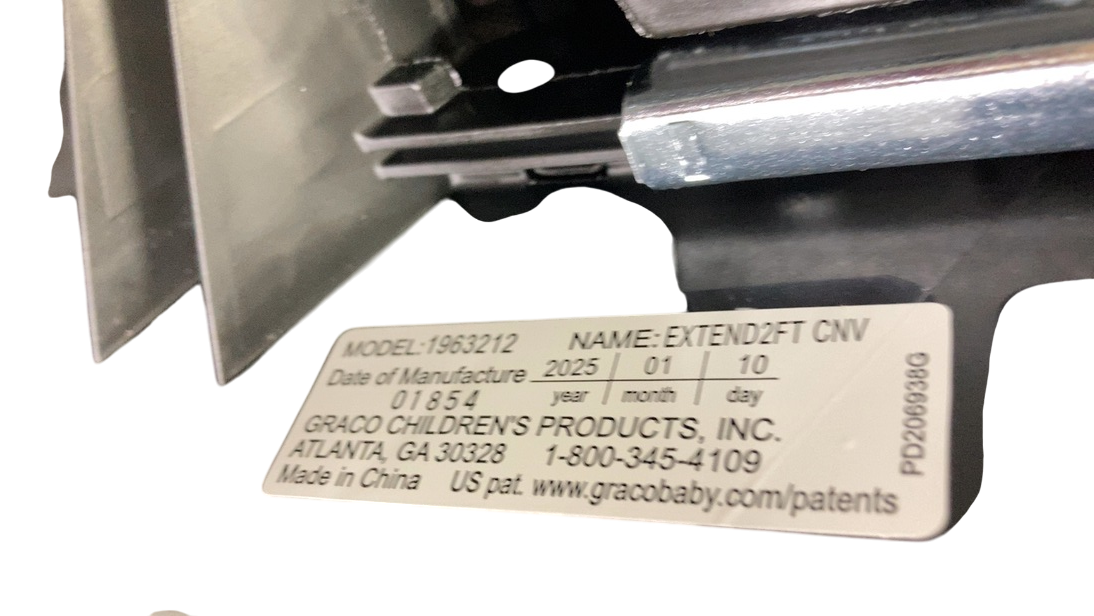 MODEL:1963212 NAME:EXTEND2FT CNV
Date of Manufacture 2025 01 10
01854 year month day
GRACO CHILDREN'S PRODUCTS, INC.
ATLANTA, GA 30328 1-800-345-4109
Made in China US pat. www.gracobaby.com/patents
PD206938G